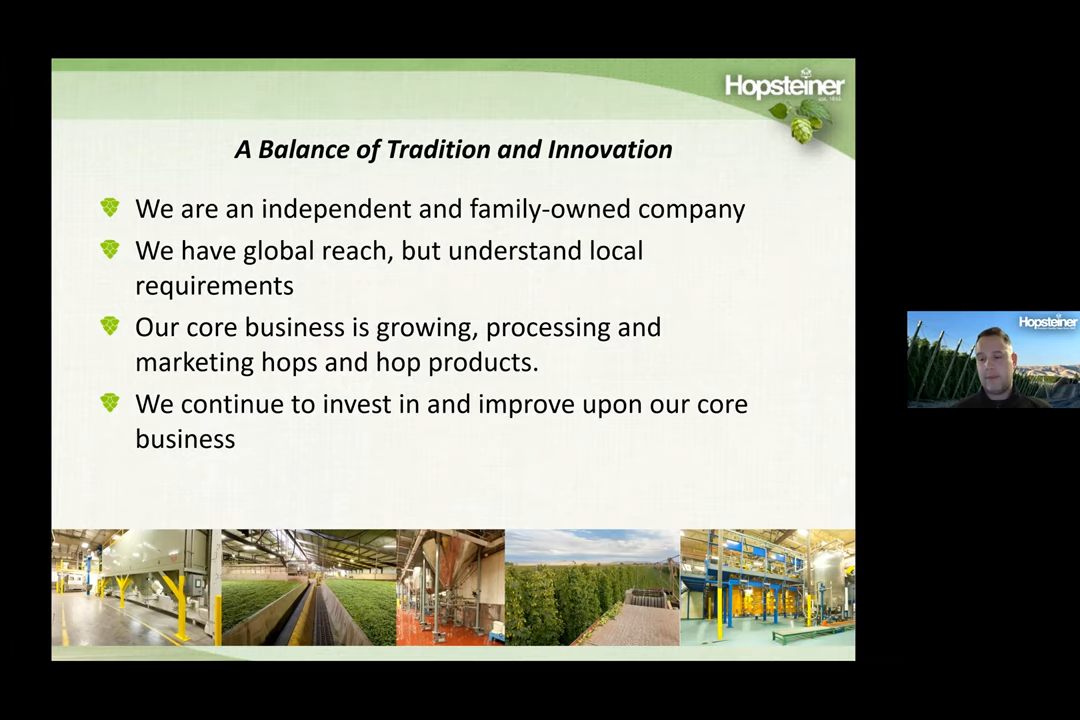 Hopsteiner
A Balance of Tradition and Innovation
We are an independent and family-owned company
We have global reach, but understand local
requirements
Our core business is growing, processing and
marketing hops and hop products.
We continue to invest in and improve upon our core
business
Hopsteiner